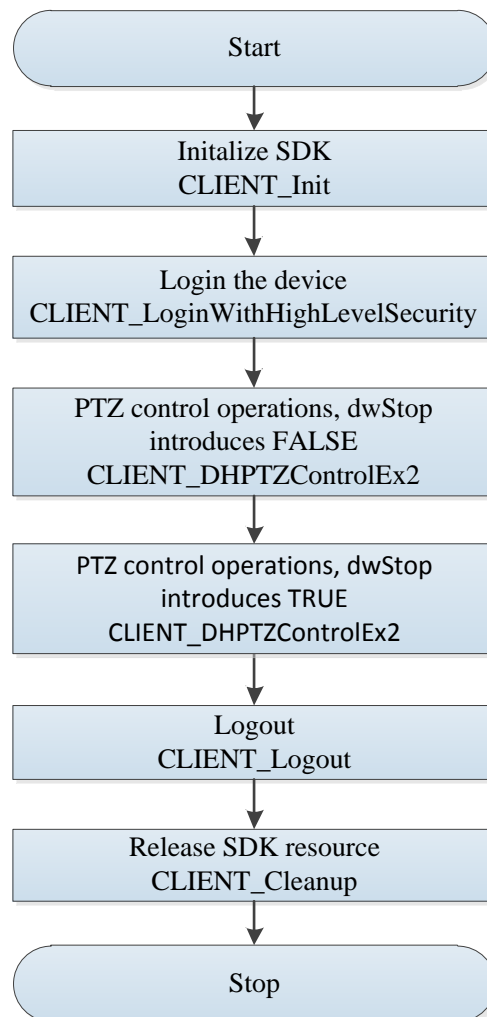 Start
Initalize SDK
CLIENT_Init
Login the device
CLIENT_LoginWithHighLevelSecurity
PTZ control operations, dwStop
introduces FALSE
CLIENT_DHPTZControlEx2
PTZ control operations, dwStop
introduces TRUE
CLIENT_DHPTZControlEx2
Logout
CLIENT_Logout
Release SDK resource
CLIENT_Cleanup
Stop